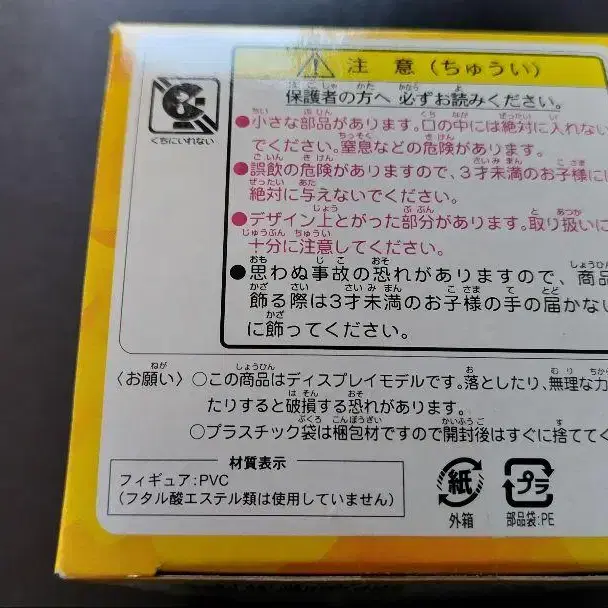 ⚠ 注意（ちゅうい）
保護者の方へ 必ずお読みください。
●小さな部品があります。口の中には絶対に入れない
でください。窒息などの危険があります。
●誤飲の危険がありますので、3才未満のお子様には
絶対に与えないでください。
●デザイン上とがった部分があります。取り扱いに
十分に注意してください。
●思わぬ事故の恐れがありますので、商品
飾る際は3才未満のお子様の手の届かない
に飾ってください。
くちにいれない
〈お願い〉○この商品はディスプレイモデルです。落としたり、無理な力
たりすると破損する恐れがあります。
○プラスチック袋は梱包材ですので開封後はすぐに捨ててく
材質表示
フィギュア:PVC
（フタル酸エステル類は使用していません）
紙
外箱
プラ
部品袋:PE